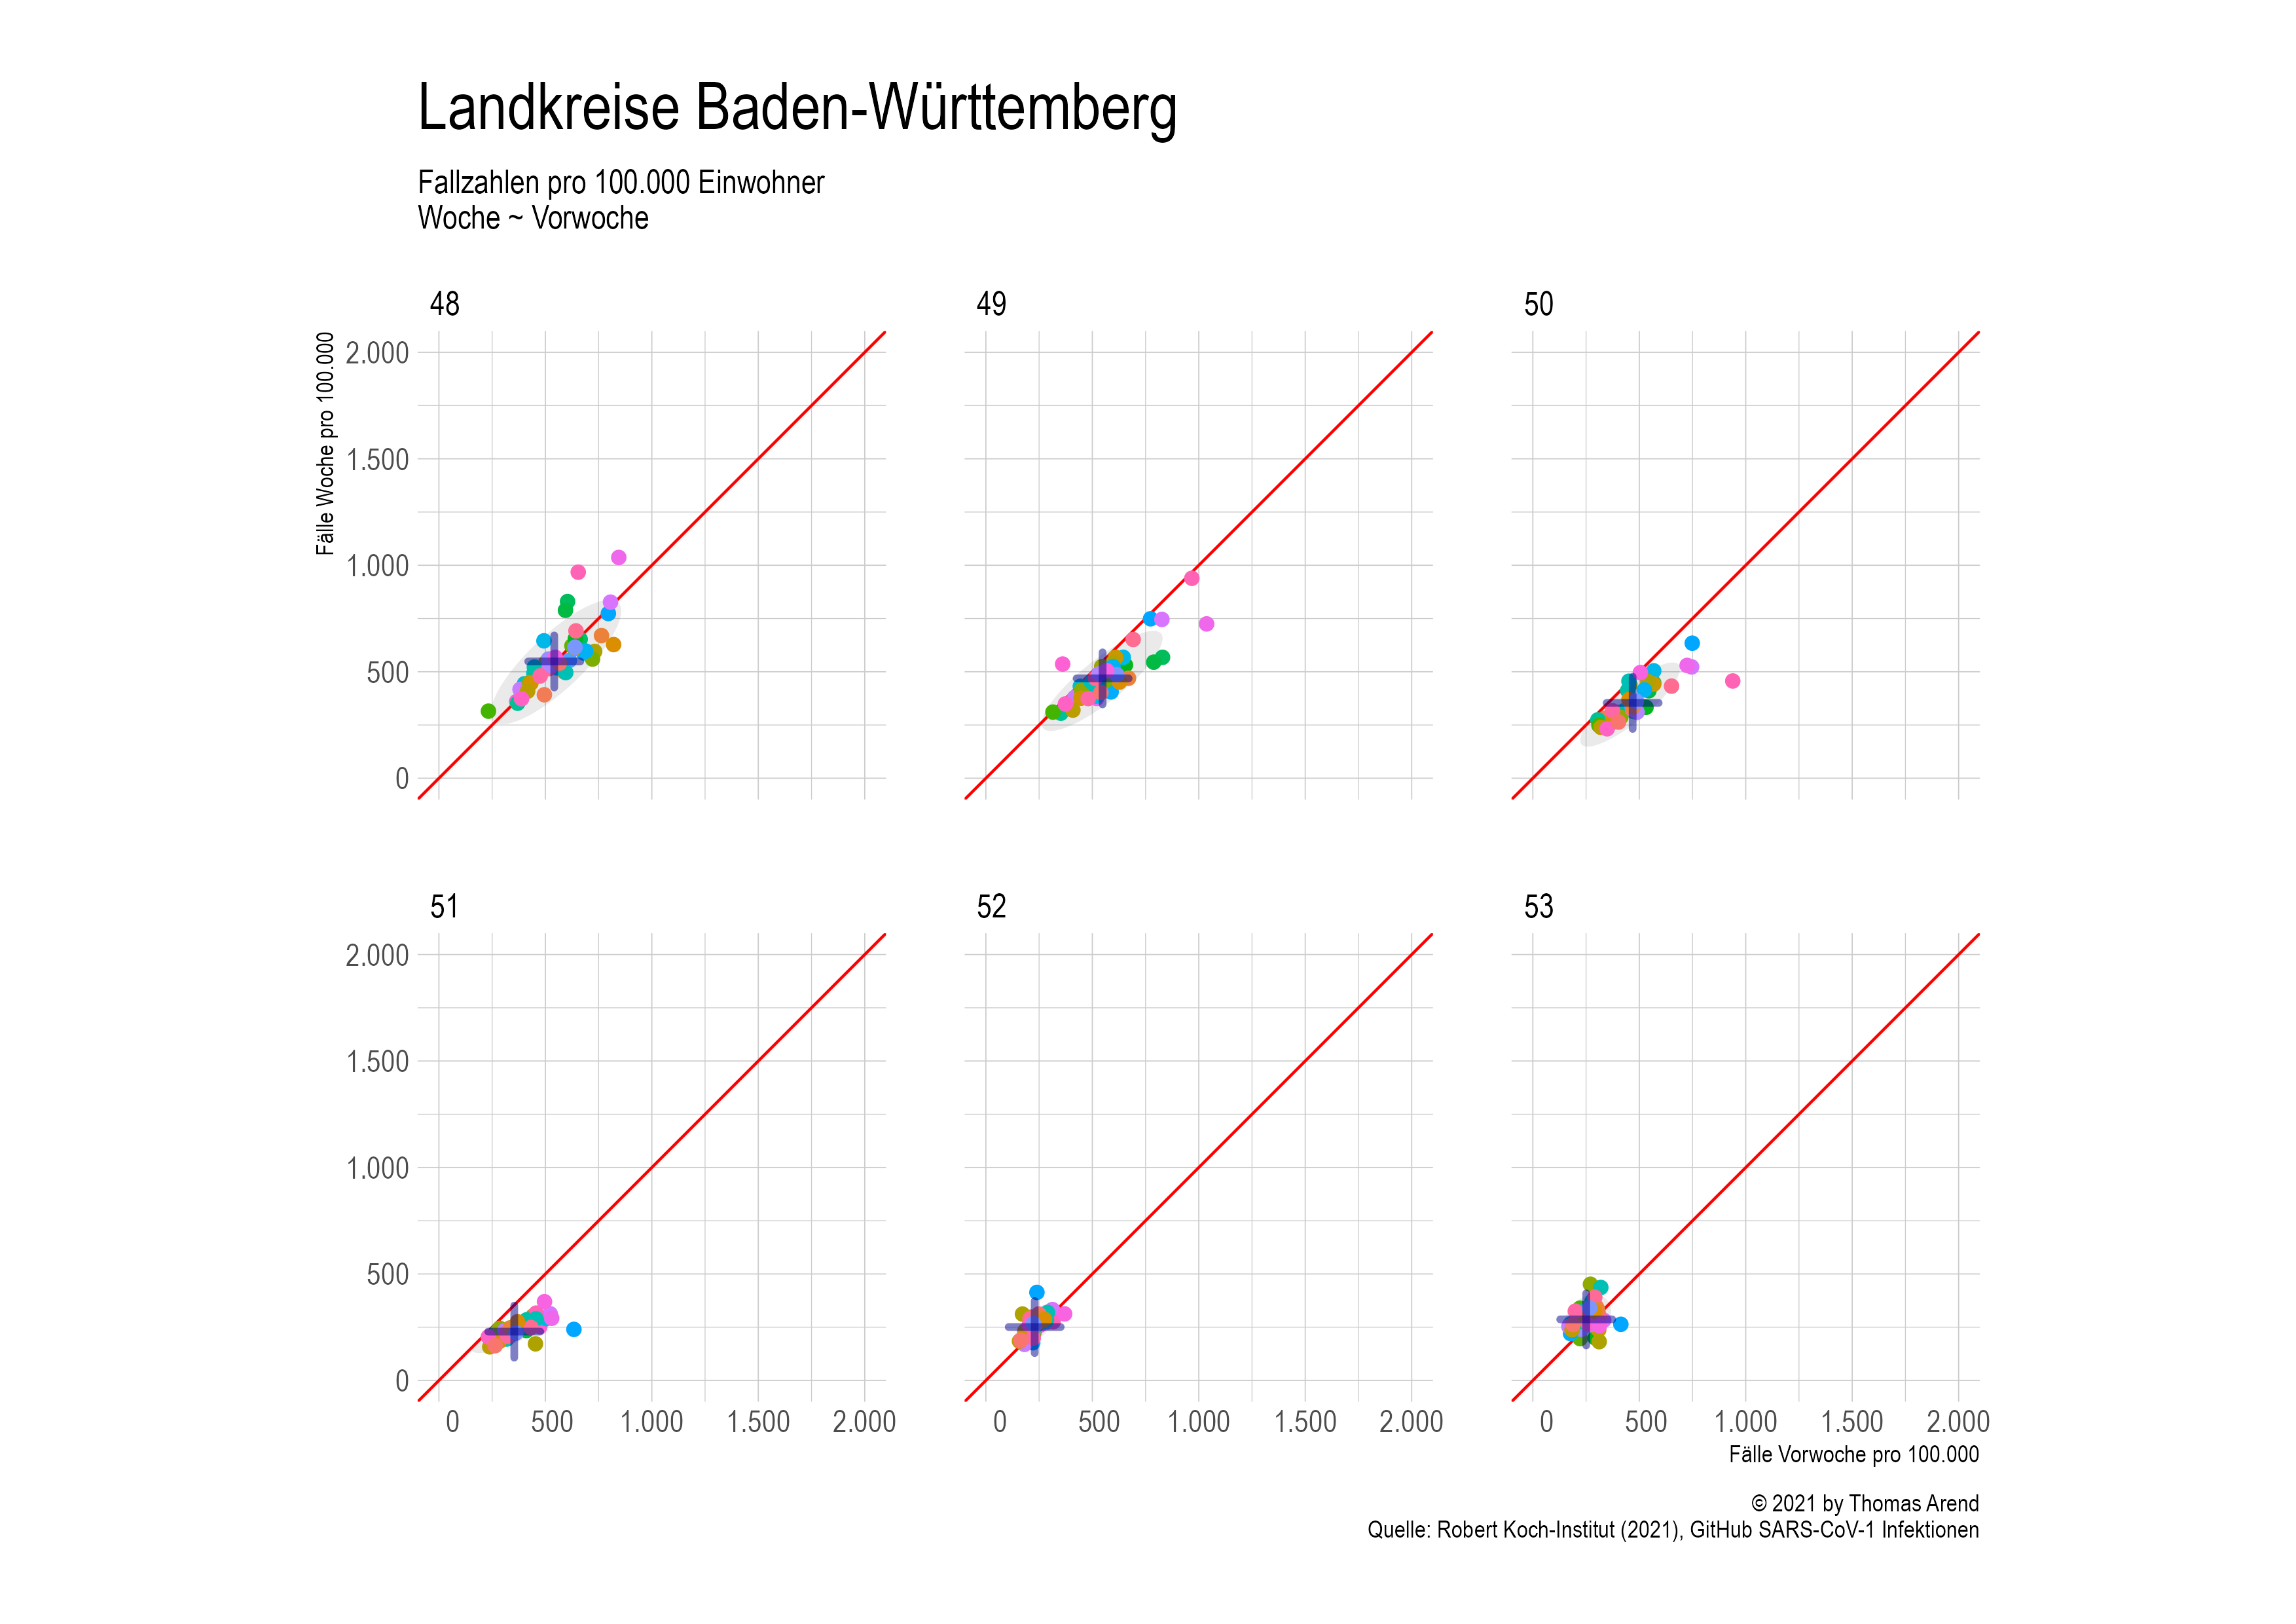 Landkreise Baden-Württemberg
Fallzahlen pro 100.000 Einwohner
Woche ~ Vorwoche
48
49
50
Fälle Woche pro 100.000
2.000
1.500
1.000
500
0
51
52
53
2.000
1.500
1.000
500
0
0 500 1.000 1.500 2.000
0 500 1.000 1.500 2.000
0 500 1.000 1.500 2.000
Fälle Vorwoche pro 100.000
© 2021 by Thomas Arend
Quelle: Robert Koch-Institut (2021), GitHub SARS-CoV-1 Infektionen